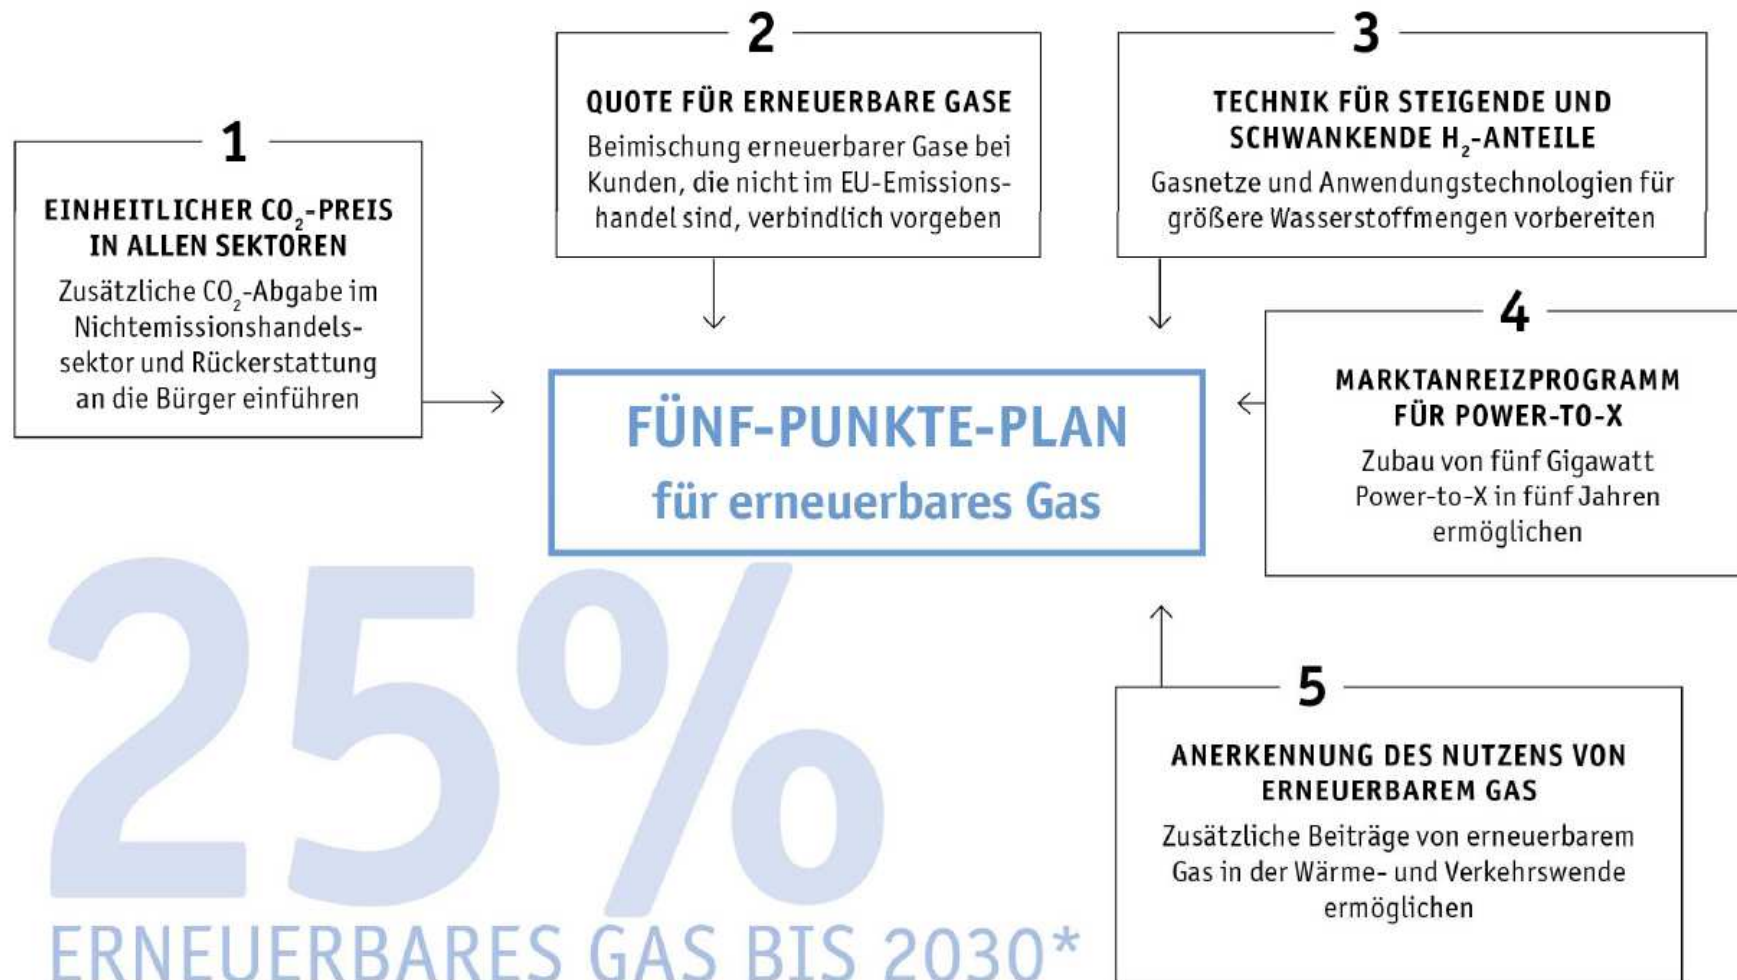 1
EINHEITLICHER CO₂-PREIS
IN ALLEN SEKTOREN
Zusätzliche CO₂-Abgabe im
Nichtemissionshandels-
sektor und Rückerstattung
an die Bürger einführen
2
QUOTE FÜR ERNEUERBARE GASE
Beimischung erneuerbarer Gase bei
Kunden, die nicht im EU-Emissions-
handel sind, verbindlich vorgeben
3
TECHNIK FÜR STEIGENDE UND
SCHWANKENDE H₂-ANTEILE
Gasnetze und Anwendungstechnologien für
größere Wasserstoffmengen vorbereiten
4
MARKTANREIZPROGRAMM
FÜR POWER-TO-X
Zubau von fünf Gigawatt
Power-to-X in fünf Jahren
ermöglichen
FÜNF-PUNKTE-PLAN
für erneuerbares Gas
5
ANERKENNUNG DES NUTZENS VON
ERNEUERBAREM GAS
Zusätzliche Beiträge von erneuerbarem
Gas in der Wärme- und Verkehrswende
ermöglichen
25%
ERNEUERBARES GAS BIS 2030*